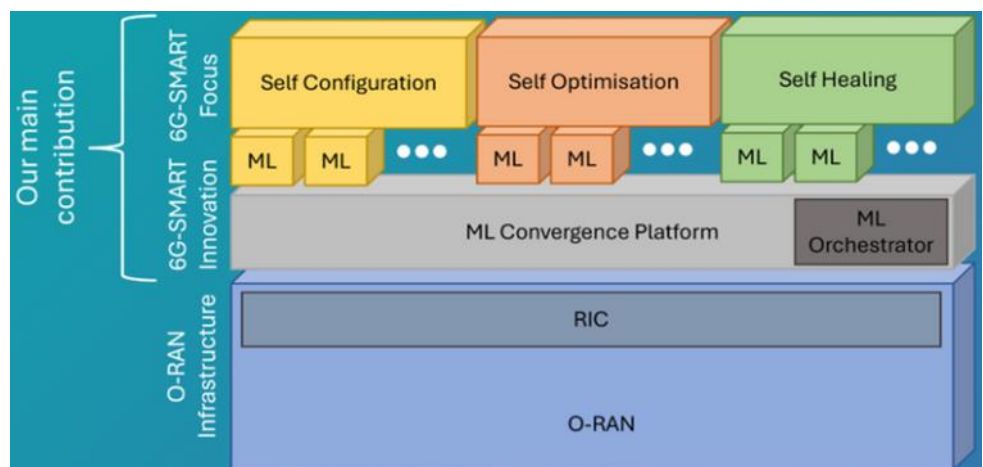 Our main
contribution
6G-SMART
Focus
6G-SMART
Innovation
O-RAN
Infrastructure
Self Configuration
Self Optimisation
Self Healing
ML
ML
ML
ML
ML
ML
ML Convergence Platform
ML
Orchestrator
RIC
O-RAN